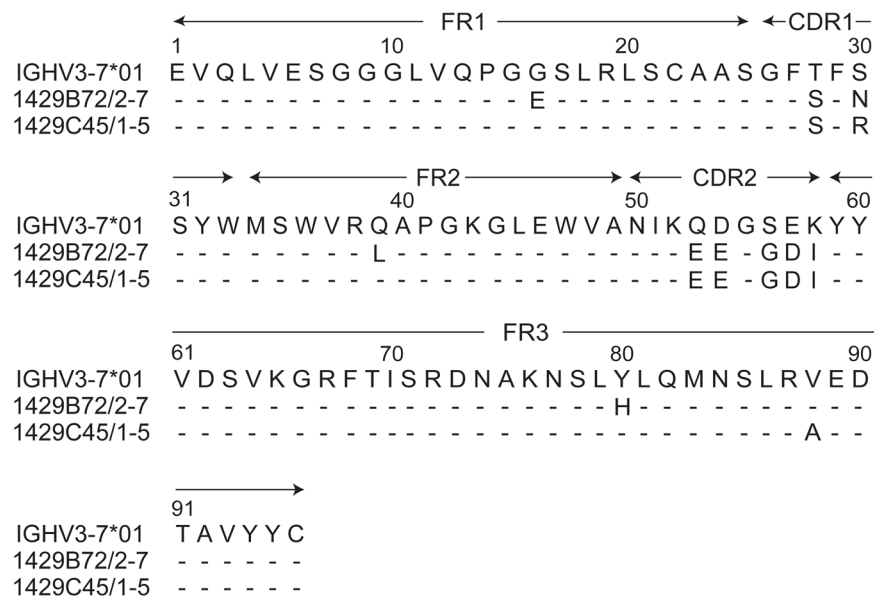 FR1 CDR1
1 10 20 30
IGHV3-7*01 E V Q L V E S G G G L V Q P G G S L R L S C A A S G F T F S
1429B72/2-7 - - - - - - - - - - - - - - - E - - - - - - - - - - - S - N
1429C45/1-5 - - - - - - - - - - - - - - - - - - - - - - - - - - - S - R
FR2 CDR2
31 40 50 60
IGHV3-7*01 S Y W M S W V R Q A P G K G L E W V A N I K Q D G S E K Y Y
1429B72/2-7 - - - - - - - - L - - - - - - - - - - - - - E E - G D I - -
1429C45/1-5 - - - - - - - - - - - - - - - - - - - - - - E E - G D I - -
FR3
61 70 80 90
IGHV3-7*01 V D S V K G R F T I S R D N A K N S L Y L Q M N S L R V E D
1429B72/2-7 - - - - - - - - - - - - - - - - - - - H - - - - - - - - - -
1429C45/1-5 - - - - - - - - - - - - - - - - - - - - - - - - - - - A - -
91
IGHV3-7*01 T A V Y Y C
1429B72/2-7 - - - - - -
1429C45/1-5 - - - - - -